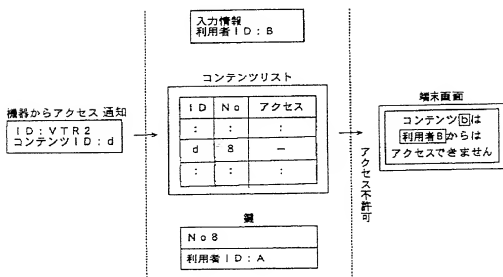 入力情報
利用者ID:B
機器からアクセス通知
ID:VTR2
コンテンツID:d
コンテンツリスト
ID No アクセス
: : :
d 8 −
: : :
鍵
No8
利用者ID:A
アクセス不許可
端末画面
コンテンツbは
利用者Bからは
アクセスできません